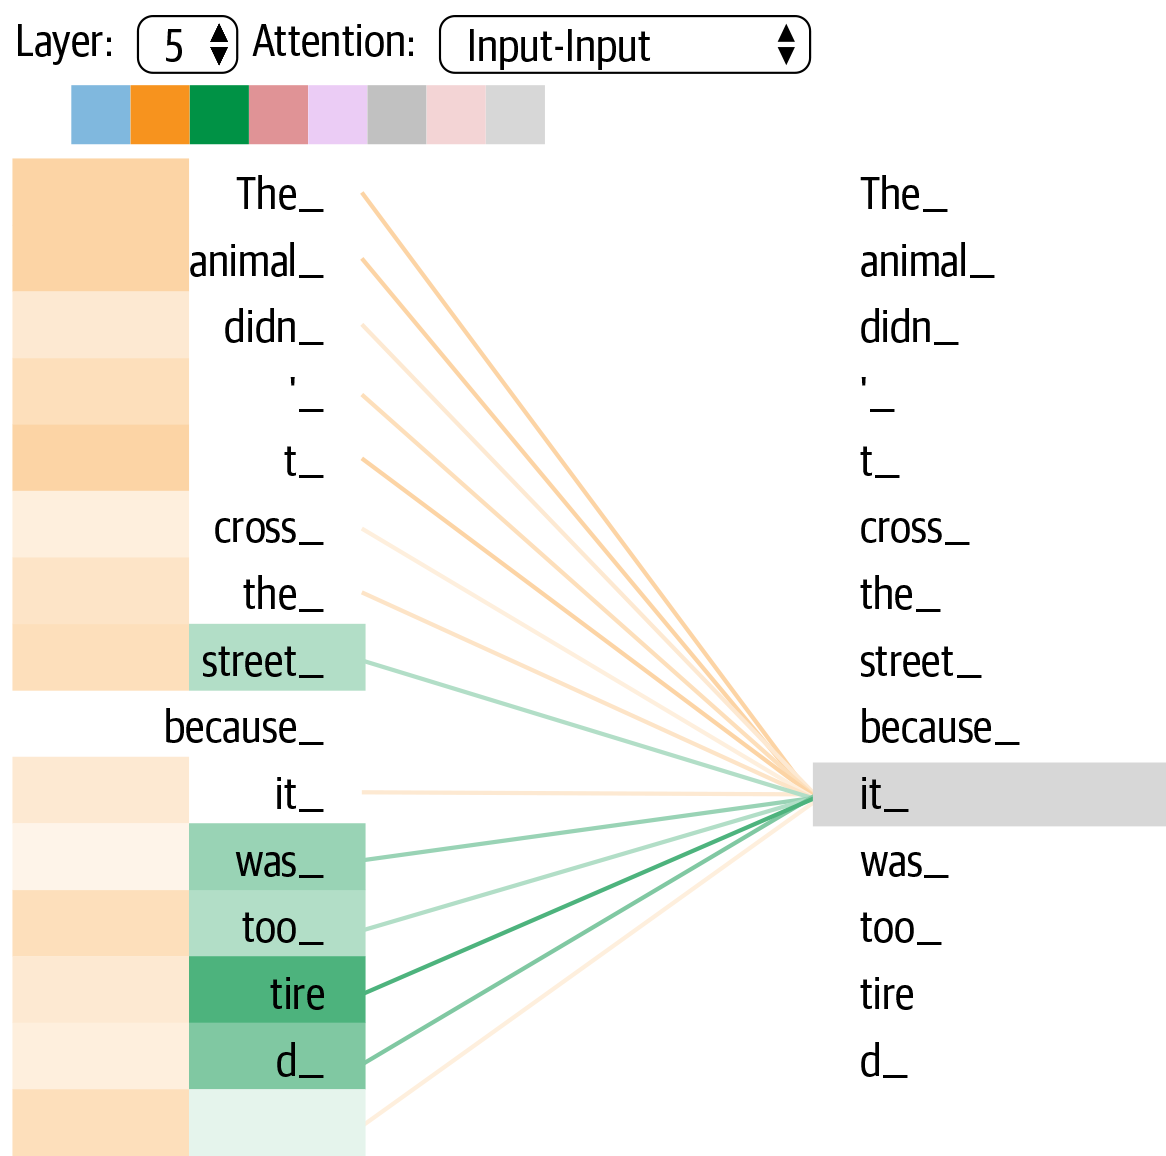 Layer: 5 Attention: Input-Input
The_ The_
animal_ animal_
didn_ didn_
'_ '_
t_ t_
cross_ cross_
the_ the_
street_ street_
because_ because_
it_ it_
was_ was_
too_ too_
tire tire
d_ d_